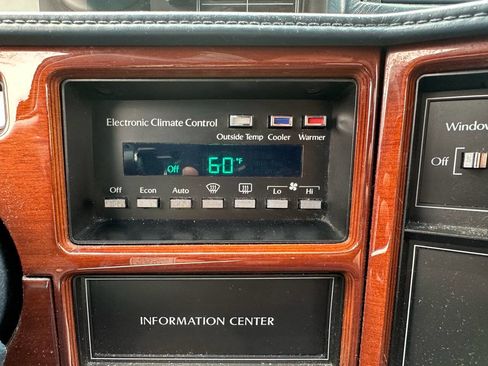 Electronic Climate Control
Outside Temp Cooler Warmer
Off 60°F
Off Econ Auto Lo Hi
INFORMATION CENTER
Window
Off